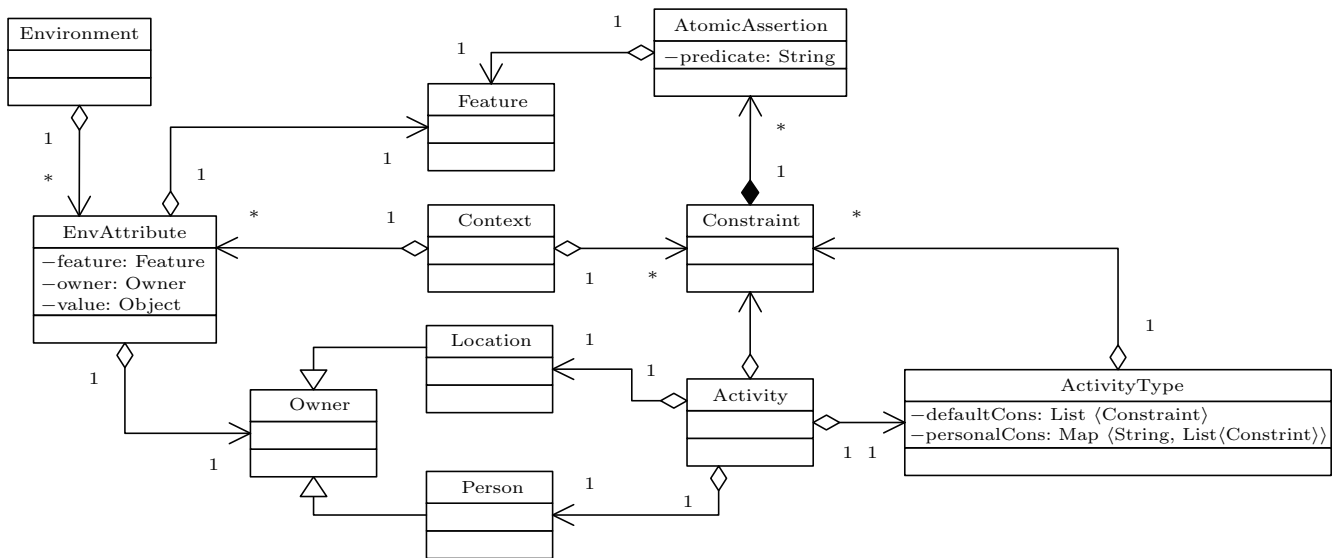 Environment
1
*
EnvAttribute
−feature: Feature
−owner: Owner
−value: Object
1
1
Feature
1
1
AtomicAssertion
−predicate: String
1
*
1
Context
1
*
1
*
Constraint
*
Location
1
1
Owner
1
1
Person
1
1
Activity
1 1
1
ActivityType
−defaultCons: List ⟨Constraint⟩
−personalCons: Map ⟨String, List⟨Constrint⟩⟩